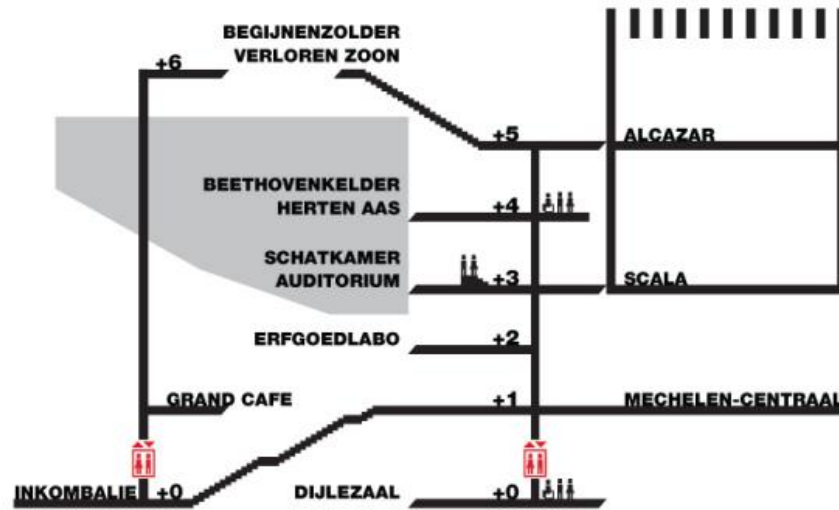 BEGIJNENZOLDER
VERLOREN ZOON
+6
+5
ALCAZAR
BEETHOVENKELDER
HERTEN AAS
+4
SCHATKAMER
AUDITORIUM
+3
SCALA
ERFGOEDLABO
+2
GRAND CAFE
+1
MECHELEN-CENTRAAL
INKOMBALIE
+0
DIJLEZAAL
+0